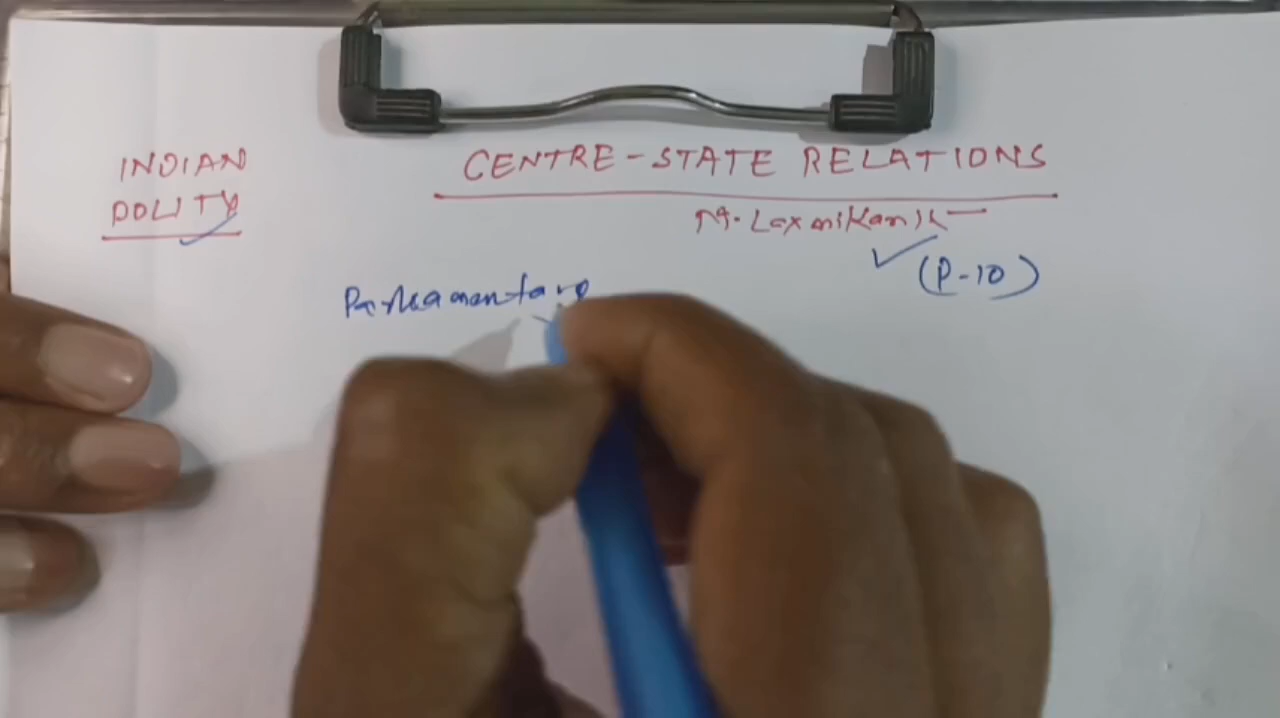 INDIAN
POLITY
CENTRE-STATE RELATIONS
M. Laxmikanth
(P-10)
Parliamentary